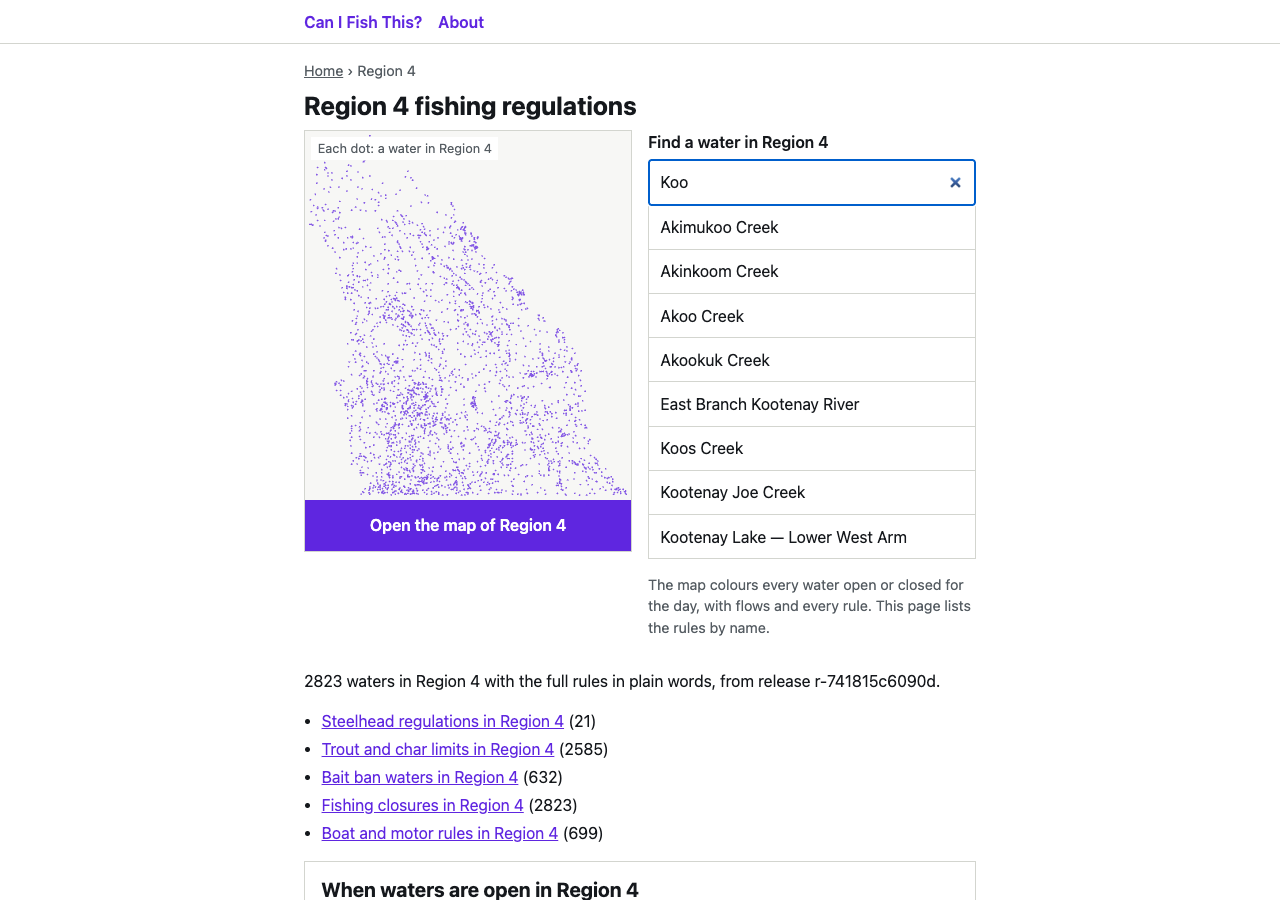 Can I Fish This? About
Home › Region 4
Region 4 fishing regulations
Each dot: a water in Region 4
Open the map of Region 4
Find a water in Region 4
Koo
Akimukoo Creek
Akinkoom Creek
Akoo Creek
Akookuk Creek
East Branch Kootenay River
Koos Creek
Kootenay Joe Creek
Kootenay Lake — Lower West Arm
The map colours every water open or closed for
the day, with flows and every rule. This page lists
the rules by name.
2823 waters in Region 4 with the full rules in plain words, from release r-741815c6090d.
• Steelhead regulations in Region 4 (21)
• Trout and char limits in Region 4 (2585)
• Bait ban waters in Region 4 (632)
• Fishing closures in Region 4 (2823)
• Boat and motor rules in Region 4 (699)
When waters are open in Region 4